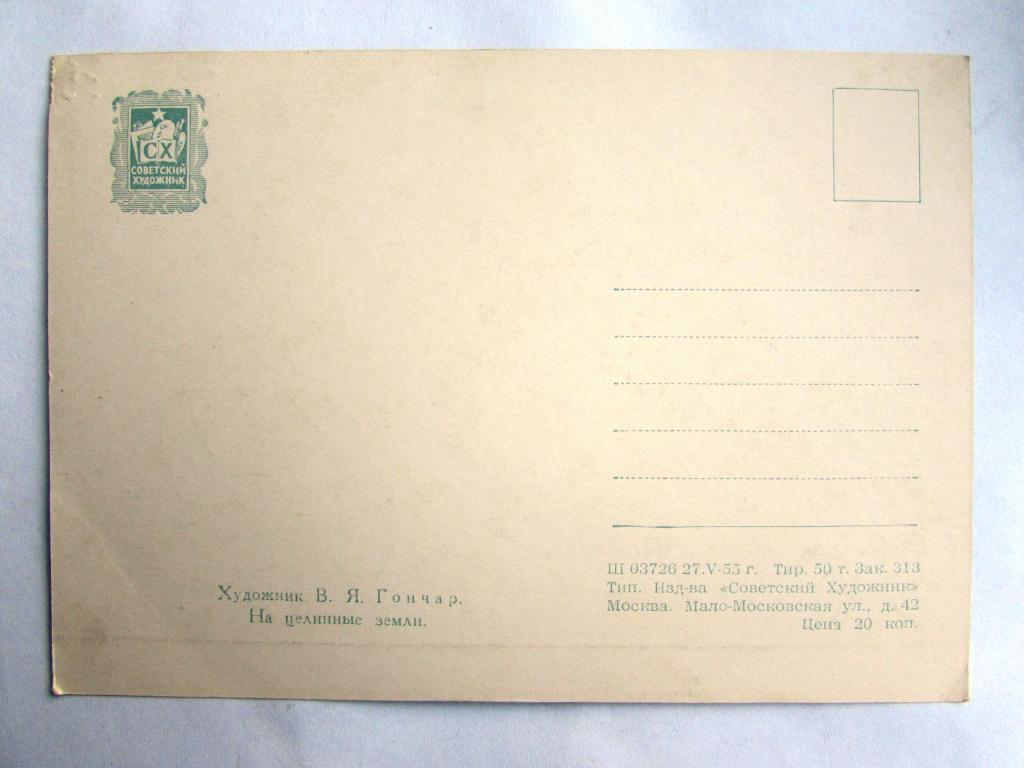 СХ
СОВЕТСКИЙ
ХУДОЖНИК
Художник В. Я. Гончар.
На целинные земли.
Ш 03726 27.V-55 г. Тир. 50 т. Зак. 313
Тип. Изд-ва «Советский Художник»
Москва. Мало-Московская ул., д. 42
Цена 20 коп.